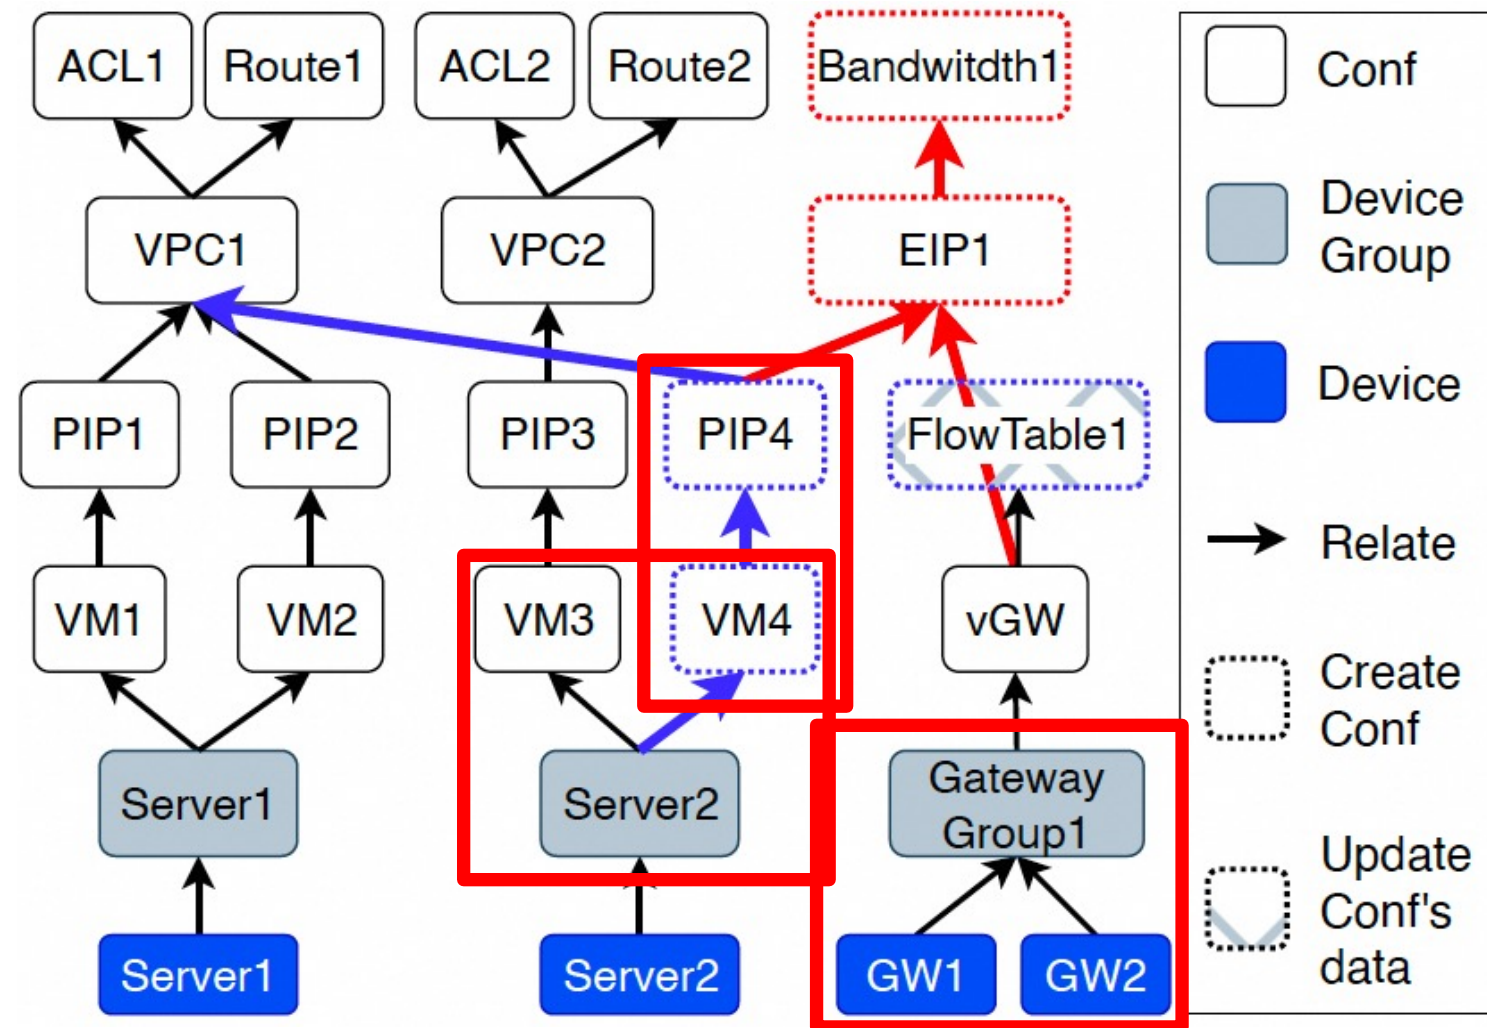 ACL1
Route1
ACL2
Route2
Bandwitdth1
VPC1
VPC2
EIP1
PIP1
PIP2
PIP3
PIP4
FlowTable1
VM1
VM2
VM3
VM4
vGW
Server1
Server2
Gateway
Group1
Server1
Server2
GW1
GW2
Conf
Device
Group
Device
Relate
Create
Conf
Update
Conf's
data